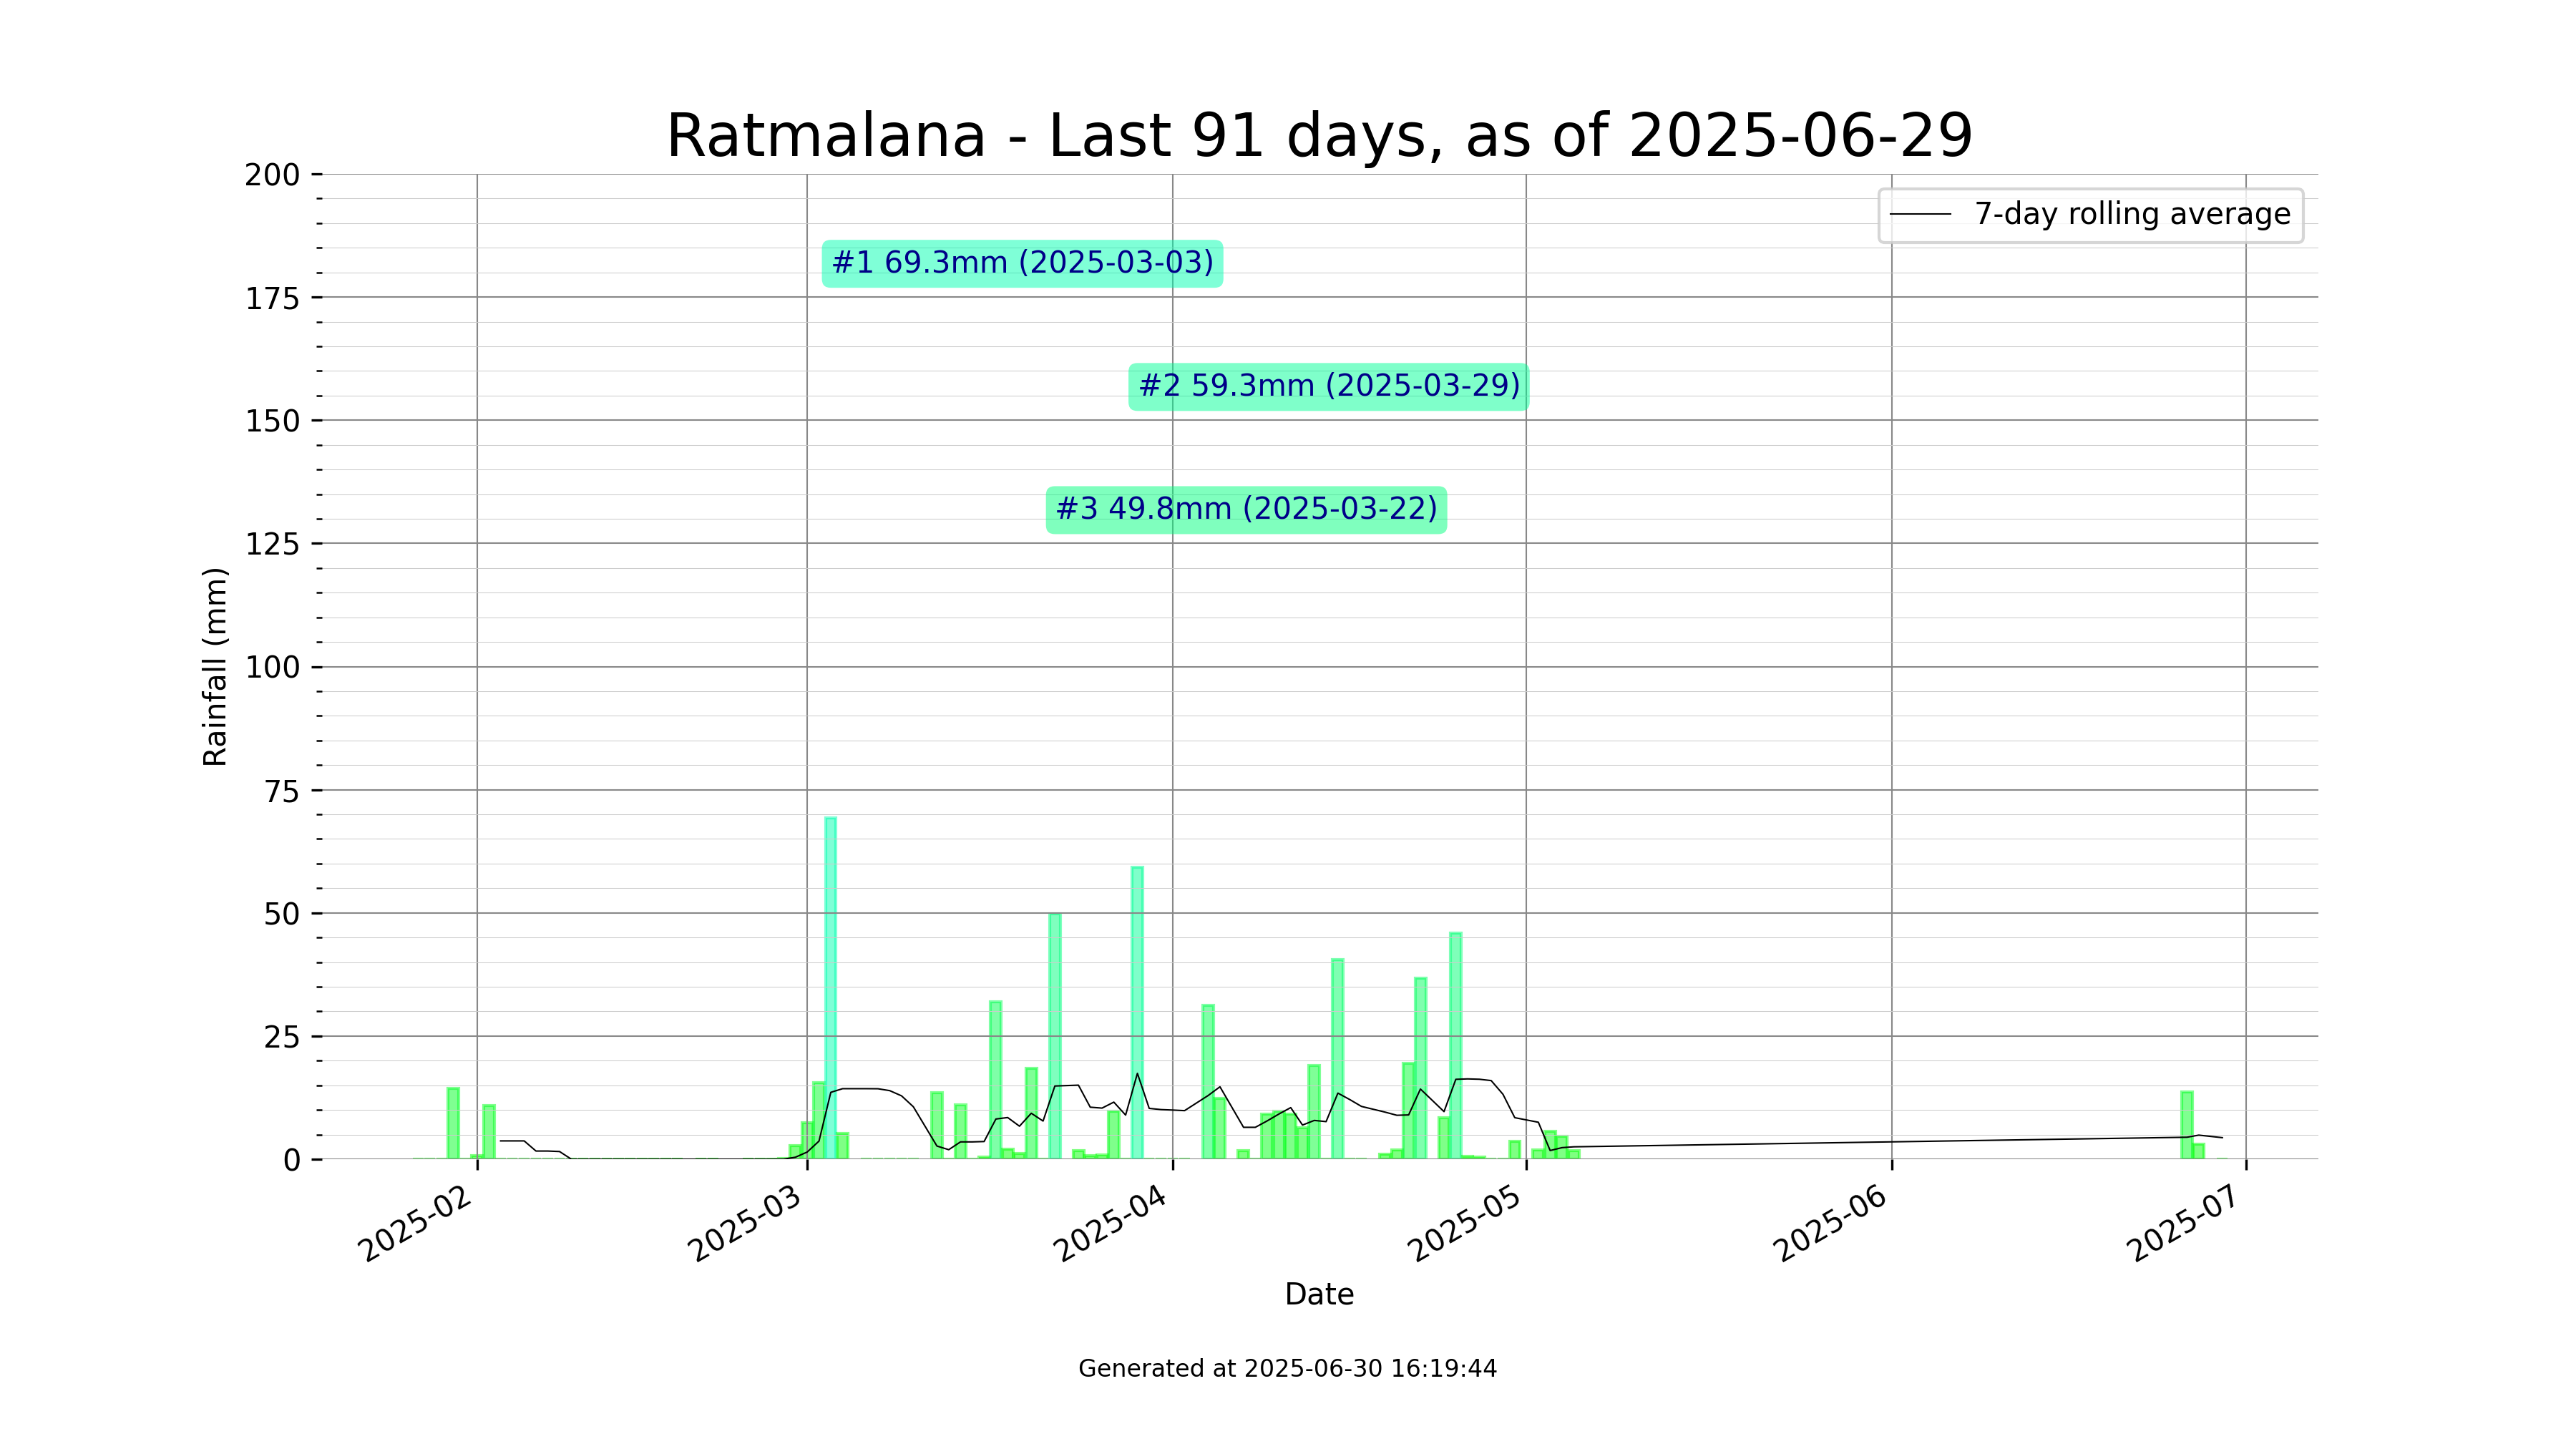 Ratmalana - Last 91 days, as of 2025-06-29
7-day rolling average
#1 69.3mm (2025-03-03)
#2 59.3mm (2025-03-29)
#3 49.8mm (2025-03-22)
Rainfall (mm)
200
175
150
125
100
75
50
25
0
2025-02
2025-03
2025-04
2025-05
2025-06
2025-07
Date
Generated at 2025-06-30 16:19:44